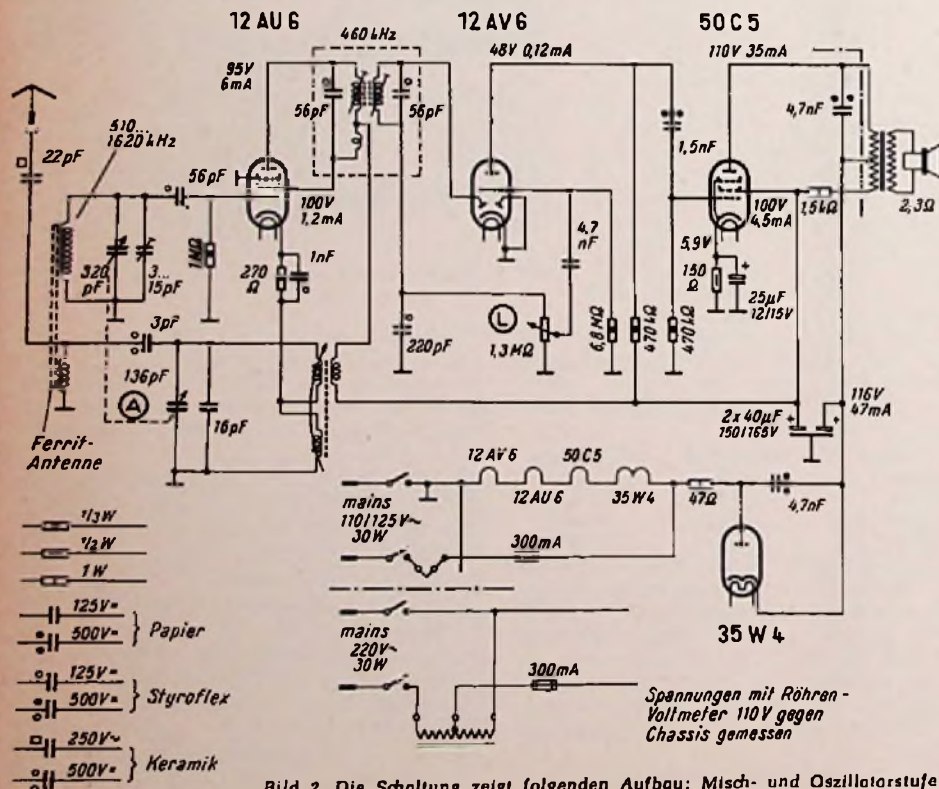 12 AU 6
12 AV 6
50 C 5
460 kHz
95V
6mA
48V 0,12mA
110V 35mA
510...
1620 kHz
22pF
56pF
56pF
56pF
4,7nF
1,5nF
100V
1,2mA
100V
4,5mA
1,5kΩ
2,3Ω
4,7
nF
5,9V
1MΩ
320
pF
3...
15pF
270
Ω
1nF
150
Ω
25µF
12/15V
3pF
220pF
L
1,3MΩ
6,8MΩ
470kΩ
470kΩ
136pF
A
16pF
116V
47mA
2x 40µF
150/165V
Ferrit-
Antenne
12 AV 6
50 C 5
12 AU 6
35 W 4
47Ω
4,7nF
mains
110/125V~
30W
300mA
35 W 4
mains
220V~
30W
300mA
1/3 W
1/2 W
1 W
125V=
500V=
Papier
125V=
500V=
Styroflex
250V~
500V=
Keramik
Spannungen mit Röhren-
Voltmeter 110V gegen
Chassis gemessen
Bild 2. Die Schaltung zeigt folgenden Aufbau: Misch- und Oszillatorstufe